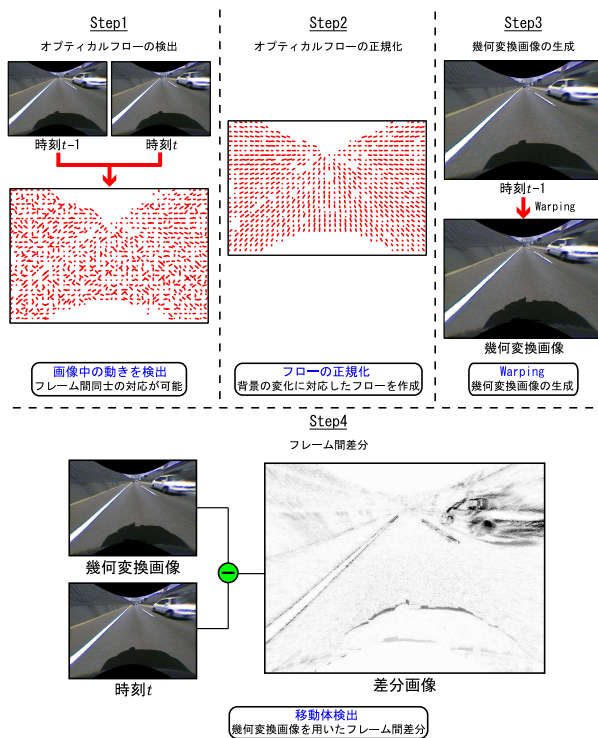 Step1
オプティカルフローの検出
時刻t-1
時刻t
画像中の動きを検出
フレーム間同士の対応が可能
Step2
オプティカルフローの正規化
フローの正規化
背景の変化に対応したフローを作成
Step3
幾何変換画像の生成
時刻t-1
Warping
幾何変換画像
Warping
幾何変換画像の生成
Step4
フレーム間差分
幾何変換画像
時刻t
差分画像
移動体検出
幾何変換画像を用いたフレーム間差分